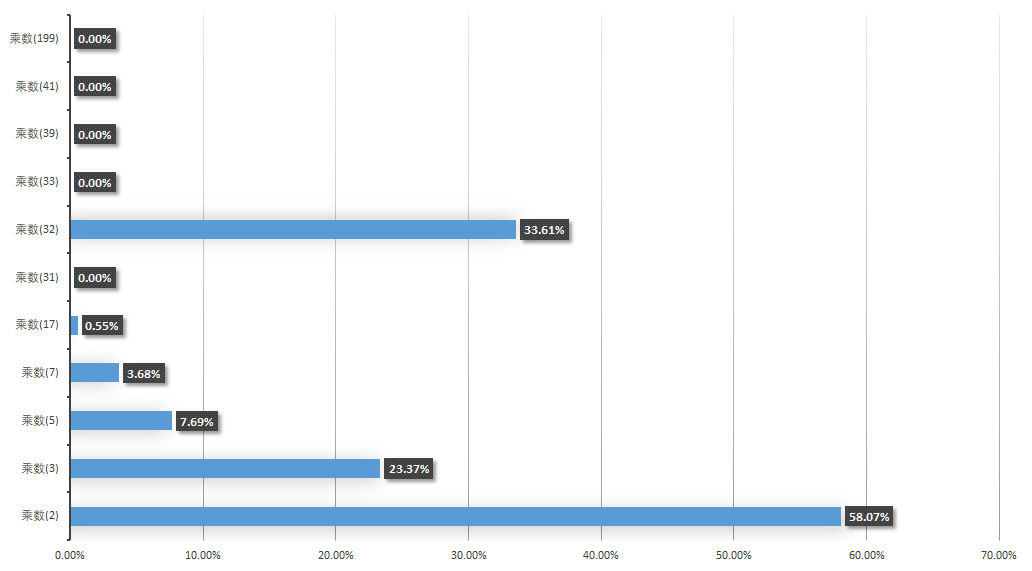 乘数(199) 0.00%
乘数(41) 0.00%
乘数(39) 0.00%
乘数(33) 0.00%
乘数(32) 33.61%
乘数(31) 0.00%
乘数(17) 0.55%
乘数(7) 3.68%
乘数(5) 7.69%
乘数(3) 23.37%
乘数(2) 58.07%
0.00% 10.00% 20.00% 30.00% 40.00% 50.00% 60.00% 70.00%